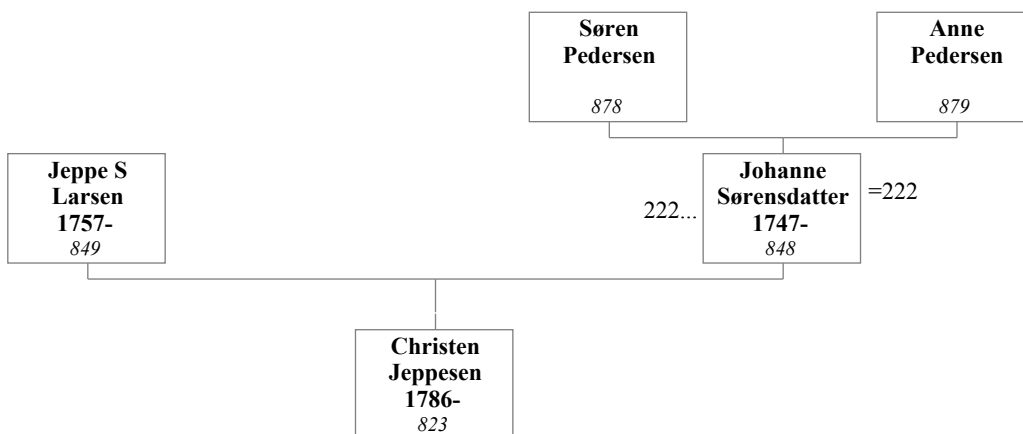 Søren
Pedersen
878
Anne
Pedersen
879
Jeppe S
Larsen
1757-
849
222...
Johanne
Sørensdatter
1747-
848
=222
Christen
Jeppesen
1786-
823